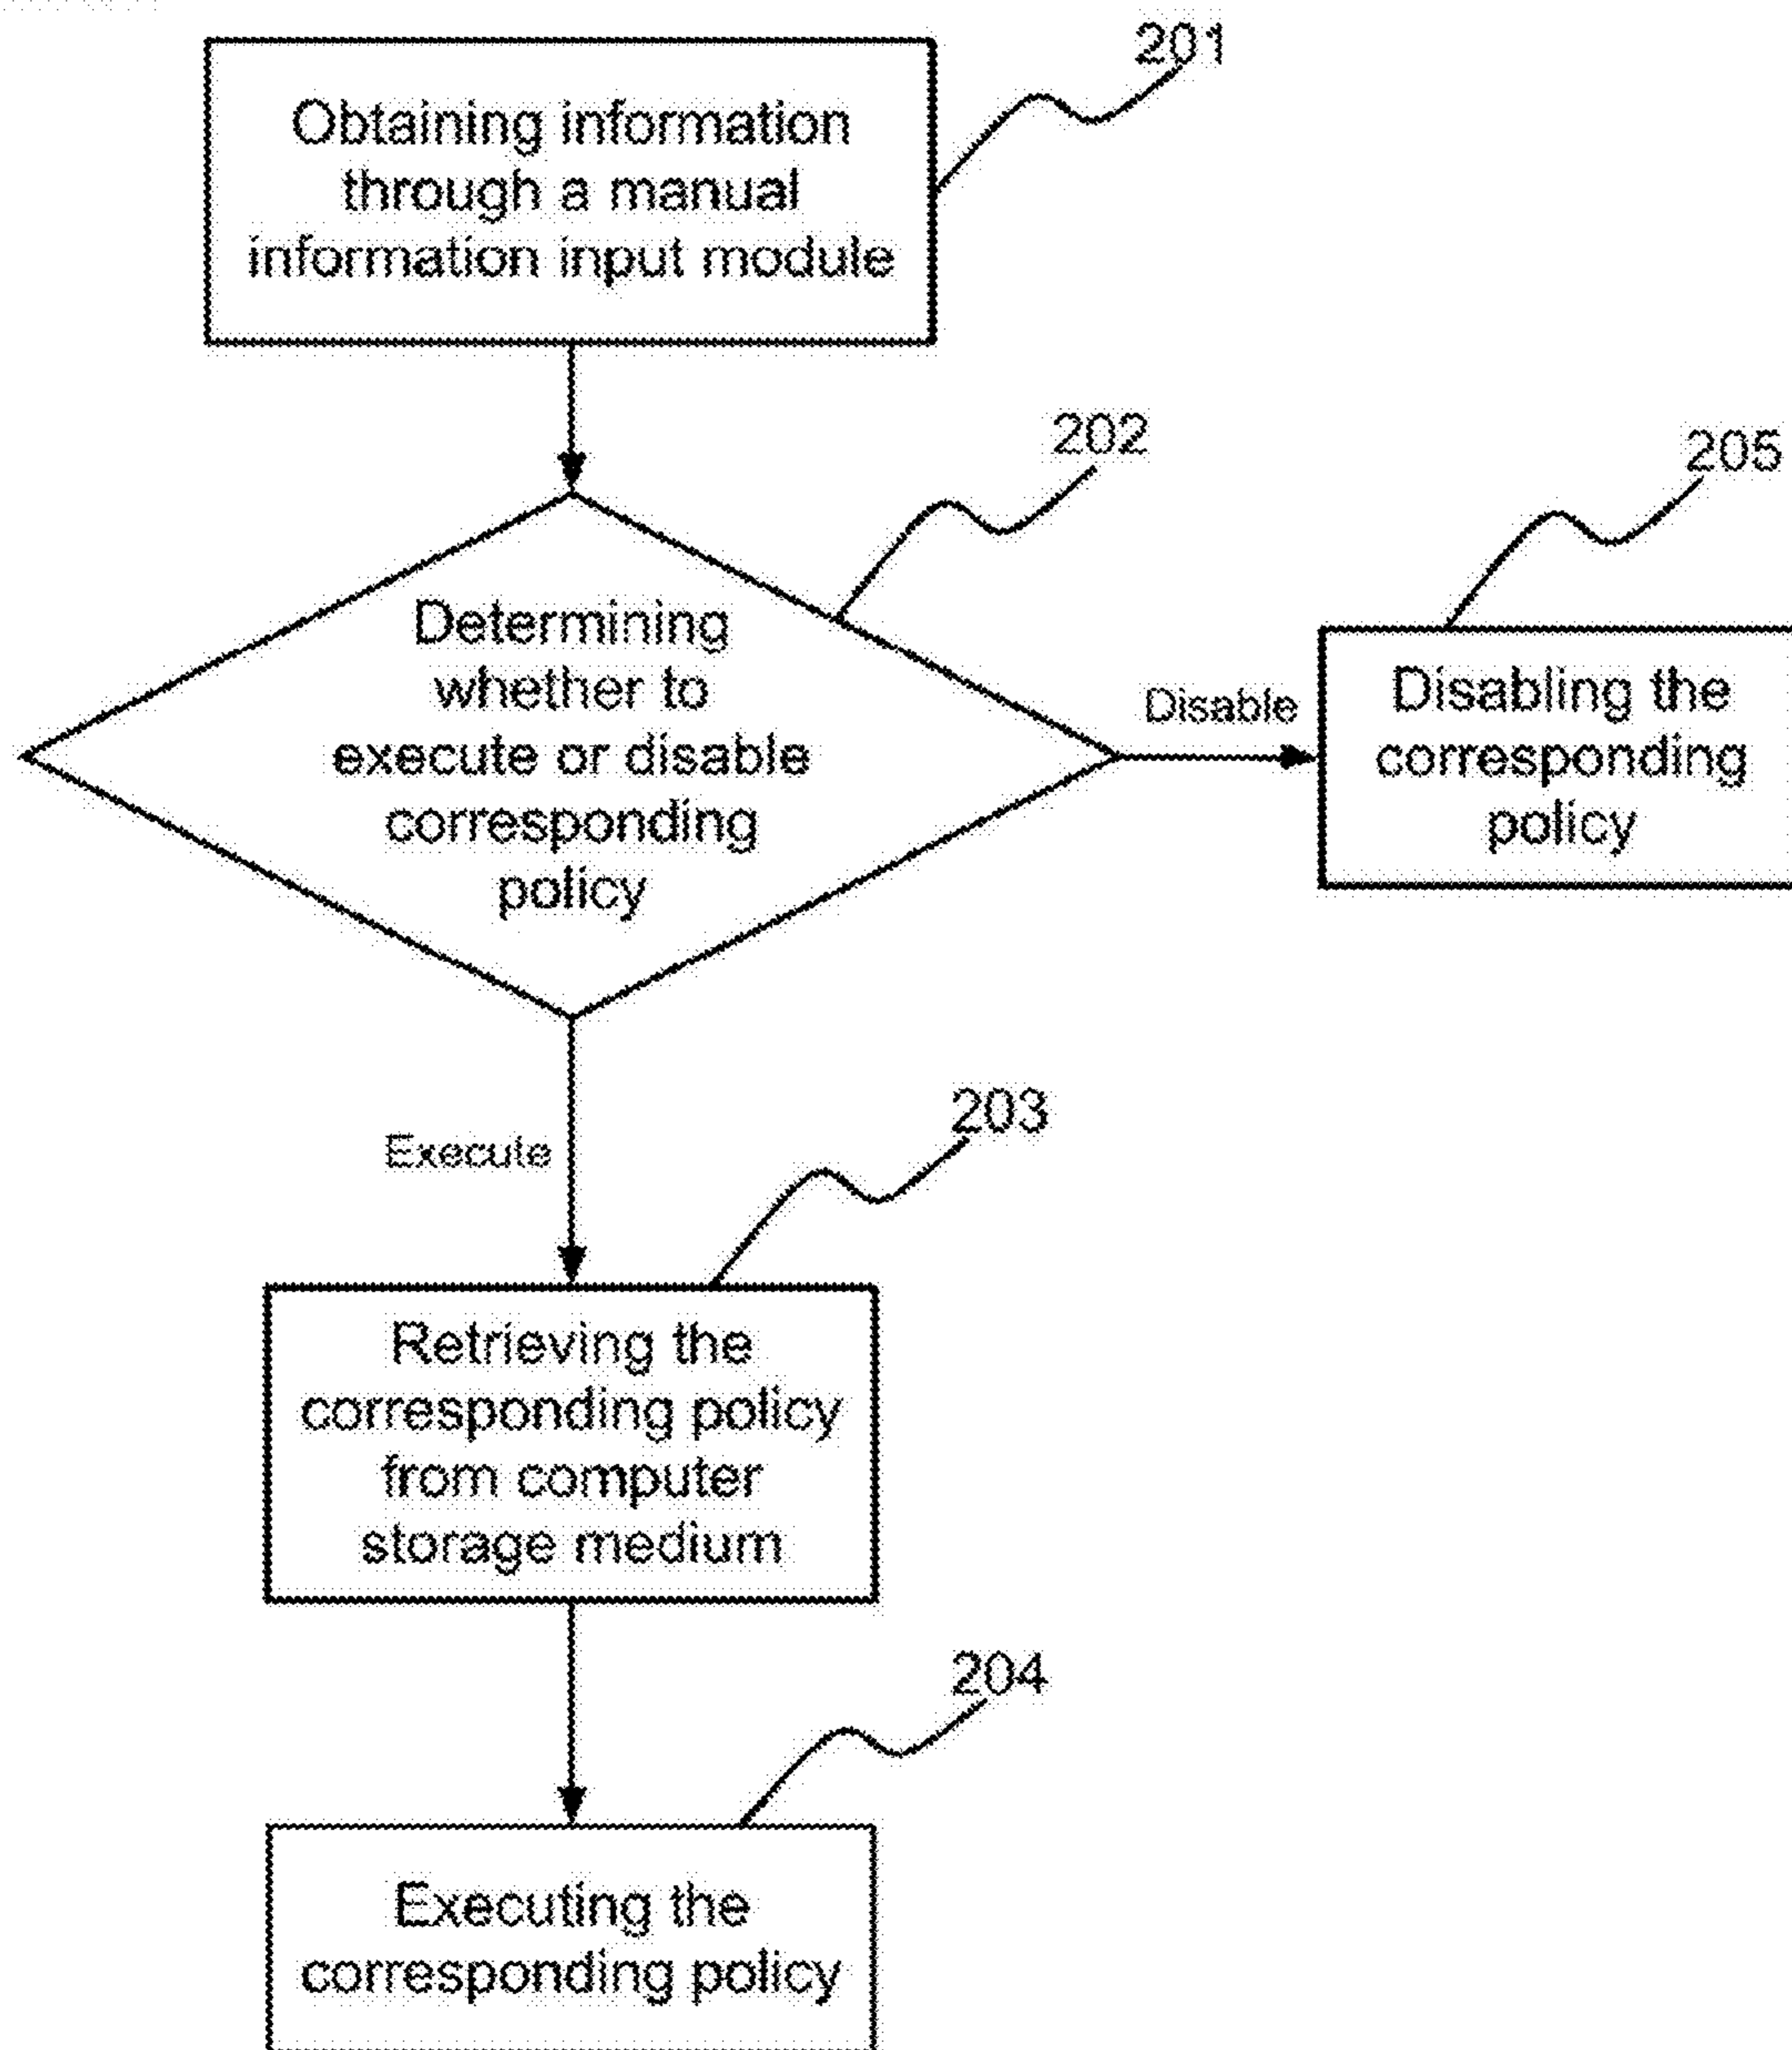 201
Obtaining information
through a manual
information input module
202
205
Determining
whether to
execute or disable
corresponding
policy
Disable
Disabling the
corresponding
policy
203
Execute
Retrieving the
corresponding policy
from computer
storage medium
204
Executing the
corresponding policy